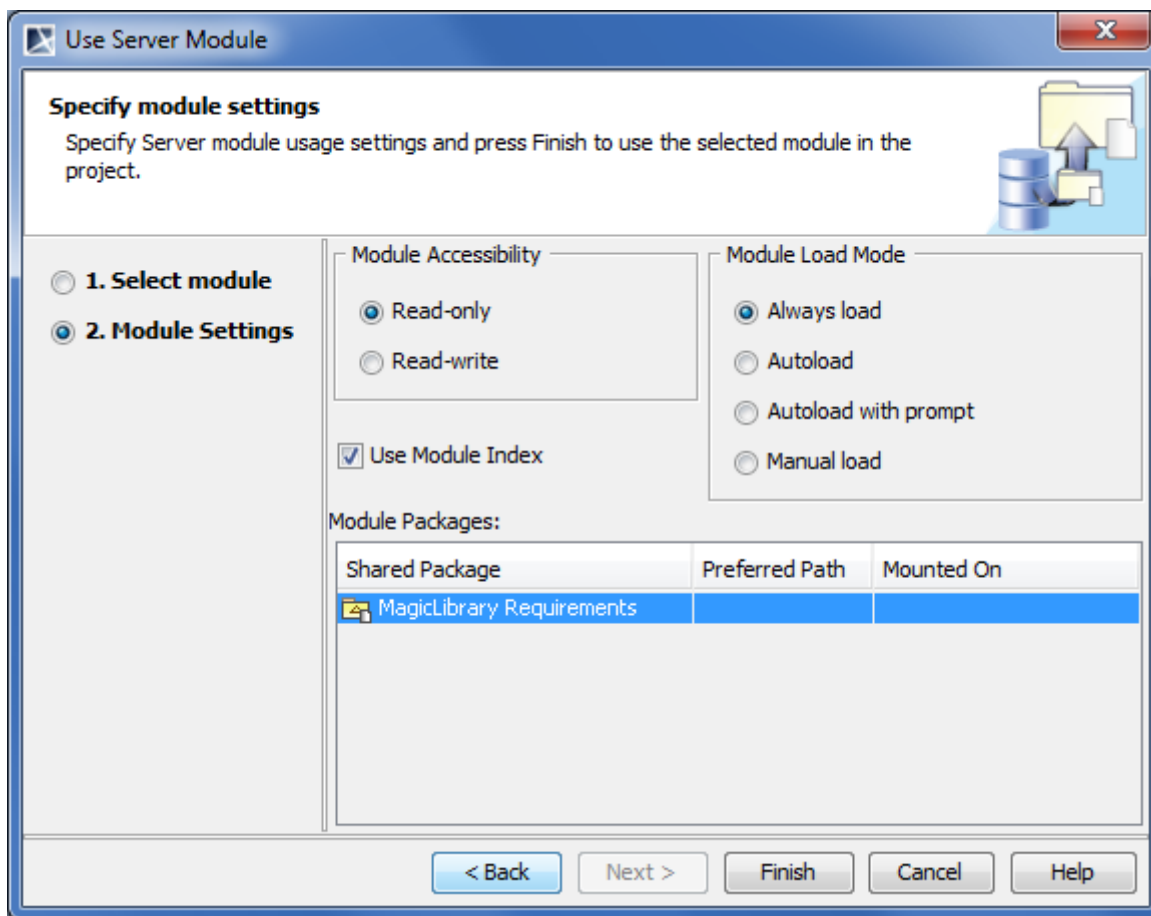 Use Server Module
Specify module settings
Specify Server module usage settings and press Finish to use the selected module in the
project.
1. Select module
2. Module Settings
Module Accessibility
Read-only
Read-write
Use Module Index
Module Load Mode
Always load
Autoload
Autoload with prompt
Manual load
Module Packages:
Shared Package Preferred Path Mounted On
MagicLibrary Requirements
< Back Next > Finish Cancel Help